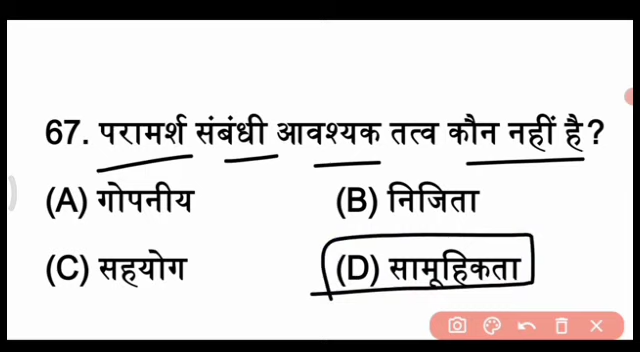 67. परामर्श संबंधी आवश्यक तत्व कौन नहीं है?
(A) गोपनीय (B) निजिता
(C) सहयोग (D) सामूहिकता